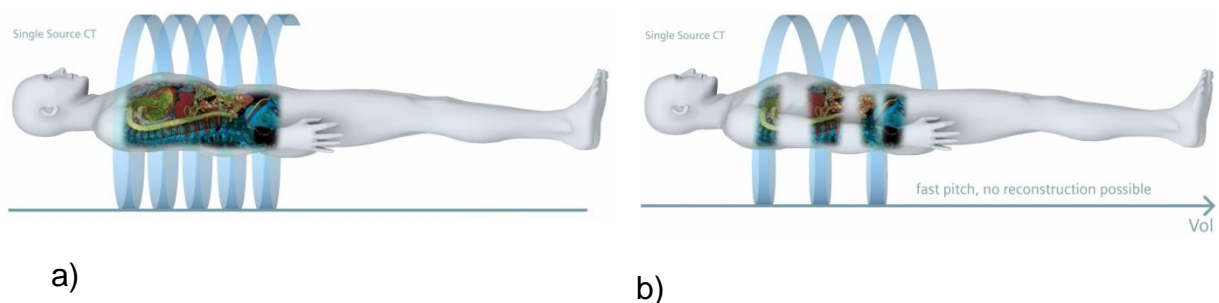 Single Source CT
Single Source CT
fast pitch, no reconstruction possible
Vol
a)
b)